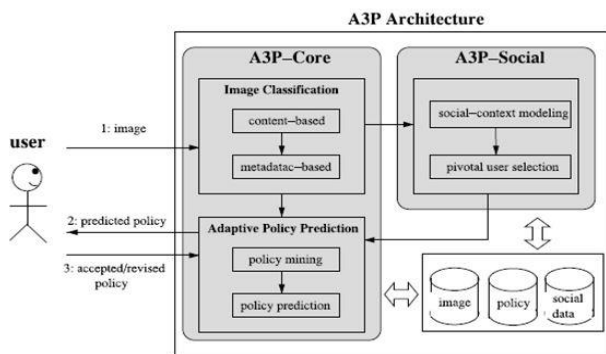 A3P Architecture
A3P–Core
A3P–Social
Image Classification
content–based
metadatac–based
social–context modeling
pivotal user selection
user
1: image
2: predicted policy
3: accepted/revised
policy
Adaptive Policy Prediction
policy mining
policy prediction
image
policy
social
data